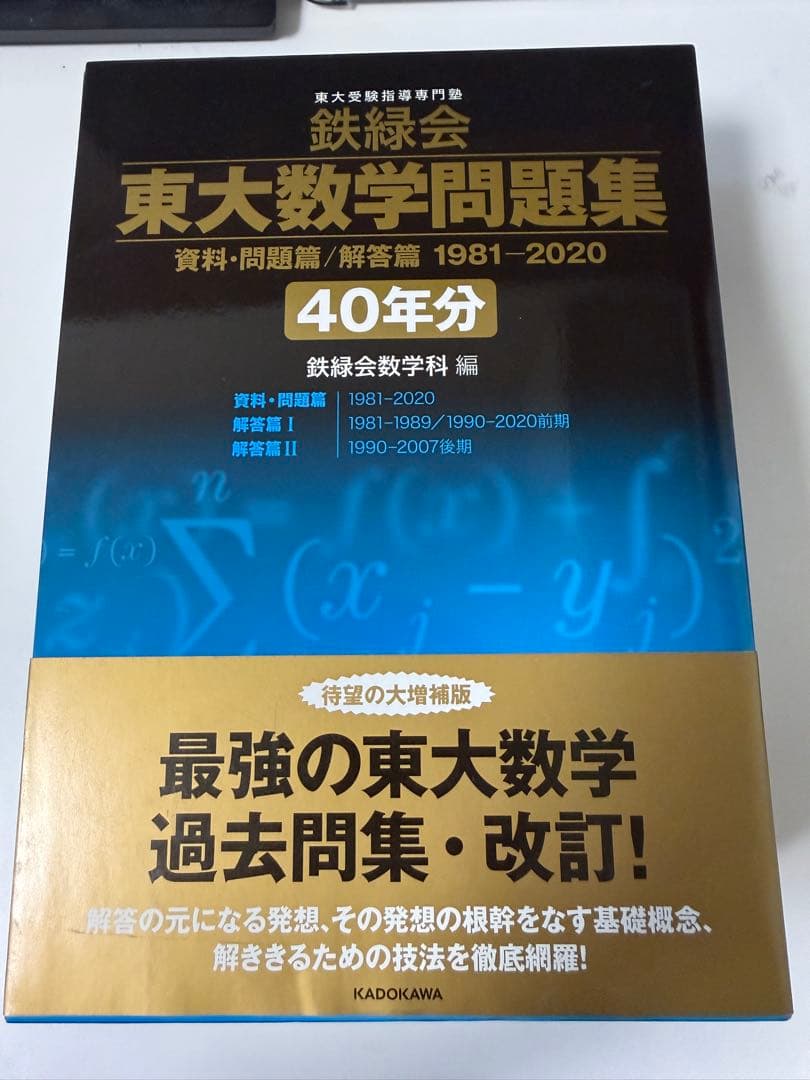 東大受験指導専門塾
鉄緑会
東大数学問題集
資料・問題篇/解答篇 1981-2020
40年分
鉄緑会数学科 編
資料・問題篇 1981-2020
解答篇Ⅰ 1981-1989/1990-2020前期
解答篇Ⅱ 1990-2007後期
n
= f(x) + ∫
= f(x)
∑ (x_j - y_j)^2
z
待望の大増補版
最強の東大数学
過去問集・改訂!
解答の元になる発想、その発想の根幹をなす基礎概念、
解ききるための技法を徹底網羅!
KADOKAWA